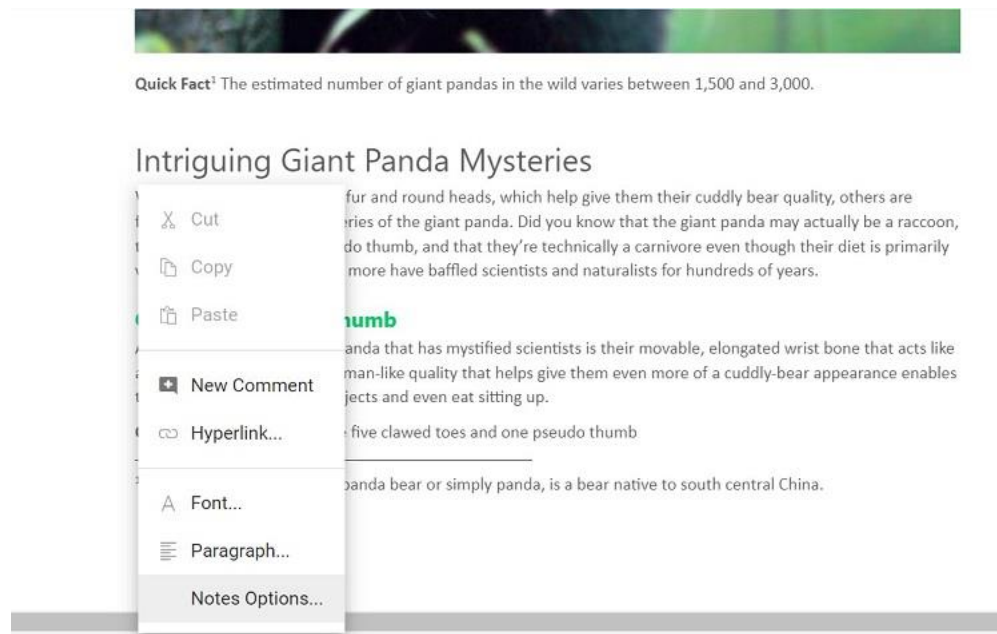 Quick Fact¹ The estimated number of giant pandas in the wild varies between 1,500 and 3,000.
Intriguing Giant Panda Mysteries
fur and round heads, which help give them their cuddly bear quality, others are
ries of the giant panda. Did you know that the giant panda may actually be a raccoon,
do thumb, and that they're technically a carnivore even though their diet is primarily
more have baffled scientists and naturalists for hundreds of years.
humb
anda that has mystified scientists is their movable, elongated wrist bone that acts like
man-like quality that helps give them even more of a cuddly-bear appearance enables
jects and even eat sitting up.
five clawed toes and one pseudo thumb
panda bear or simply panda, is a bear native to south central China.
Cut
Copy
Paste
New Comment
Hyperlink...
Font...
Paragraph...
Notes Options...